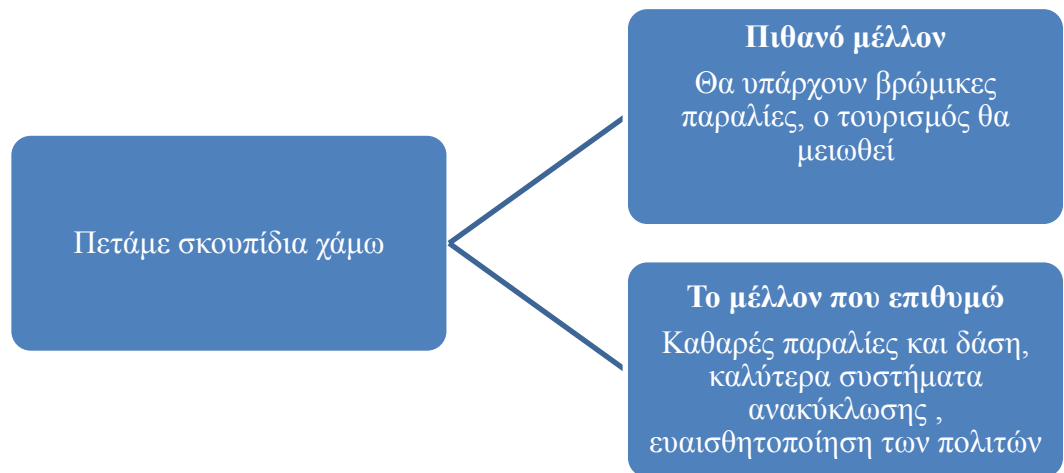 Πετάμε σκουπίδια χάμω
Πιθανό μέλλον
Θα υπάρχουν βρώμικες
παραλίες, ο τουρισμός θα
μειωθεί
Το μέλλον που επιθυμώ
Καθαρές παραλίες και δάση,
καλύτερα συστήματα
ανακύκλωσης ,
ευαισθητοποίηση των πολιτών